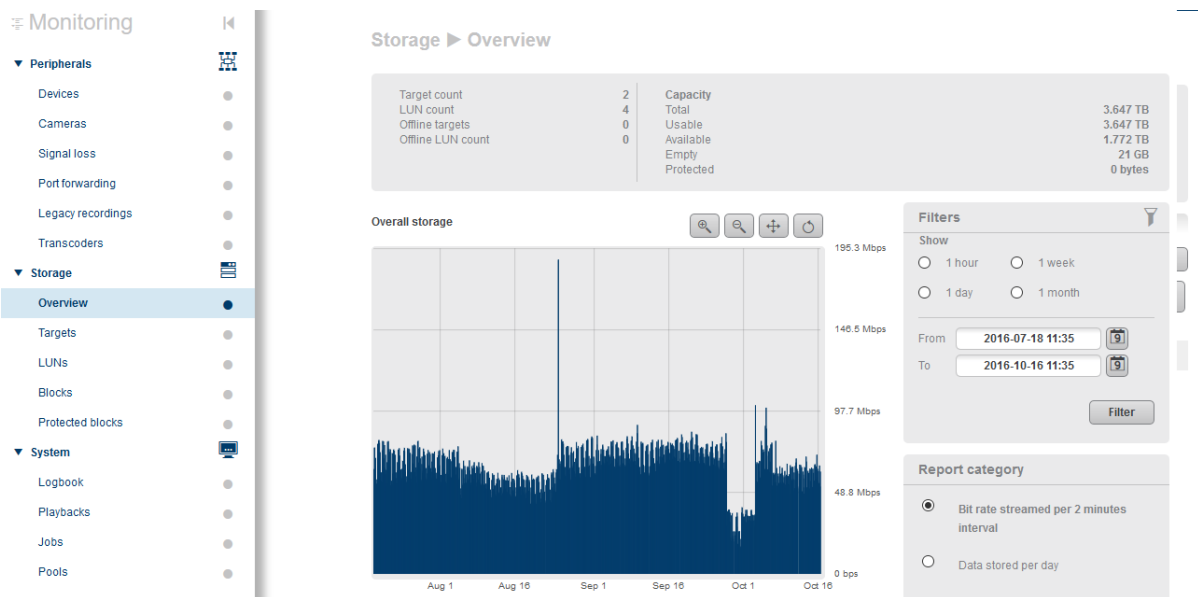 Monitoring
Peripherals
Devices
Cameras
Signal loss
Port forwarding
Legacy recordings
Transcoders
Storage
Overview
Targets
LUNs
Blocks
Protected blocks
System
Logbook
Playbacks
Jobs
Pools
Storage ▶ Overview
Target count 2
LUN count 4
Offline targets 0
Offline LUN count 0
Capacity
Total 3.647 TB
Usable 3.647 TB
Available 1.772 TB
Empty 21 GB
Protected 0 bytes
Overall storage
195.3 Mbps
146.5 Mbps
97.7 Mbps
48.8 Mbps
0 bps
Aug 1 Aug 16 Sep 1 Sep 16 Oct 1 Oct 16
Filters
Show
1 hour 1 week
1 day 1 month
From 2016-07-18 11:35 9
To 2016-10-16 11:35 9
Filter
Report category
Bit rate streamed per 2 minutes
interval
Data stored per day